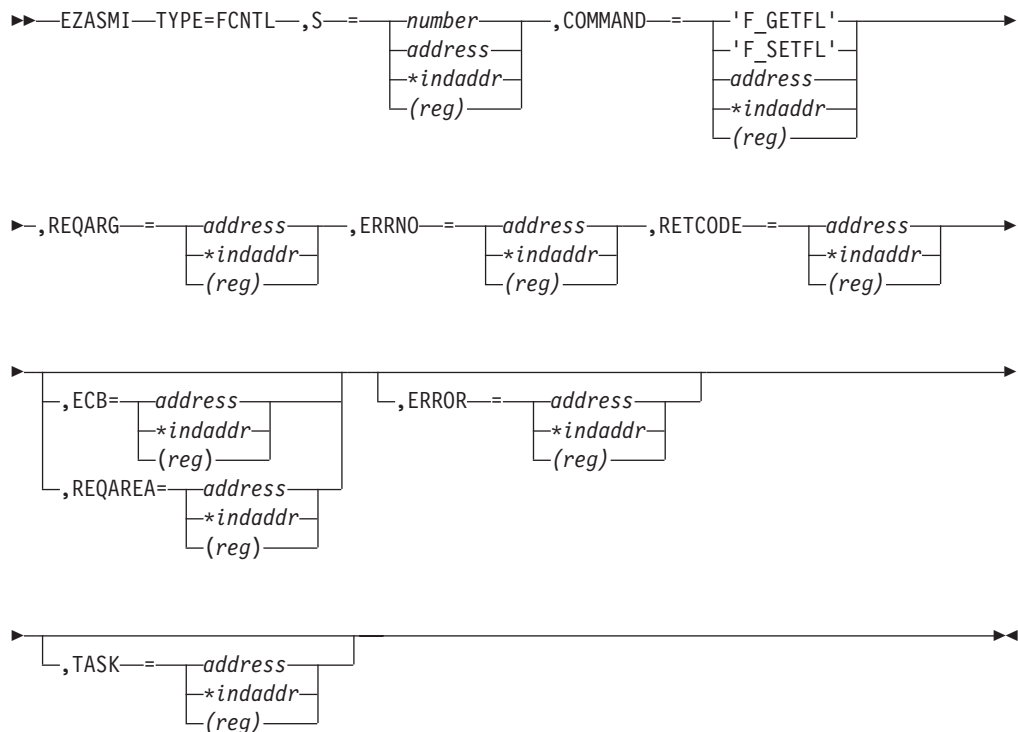 EZASMI TYPE=FCNTL ,S = number ,COMMAND = 'F_GETFL'
address 'F_SETFL'
*indaddr address
(reg) *indaddr
(reg)
,REQARG = address ,ERRNO = address ,RETCODE = address
*indaddr *indaddr *indaddr
(reg) (reg) (reg)
,ECB= address ,ERROR = address
*indaddr *indaddr
(reg) (reg)
,REQAREA= address
*indaddr
(reg)
,TASK = address
*indaddr
(reg)